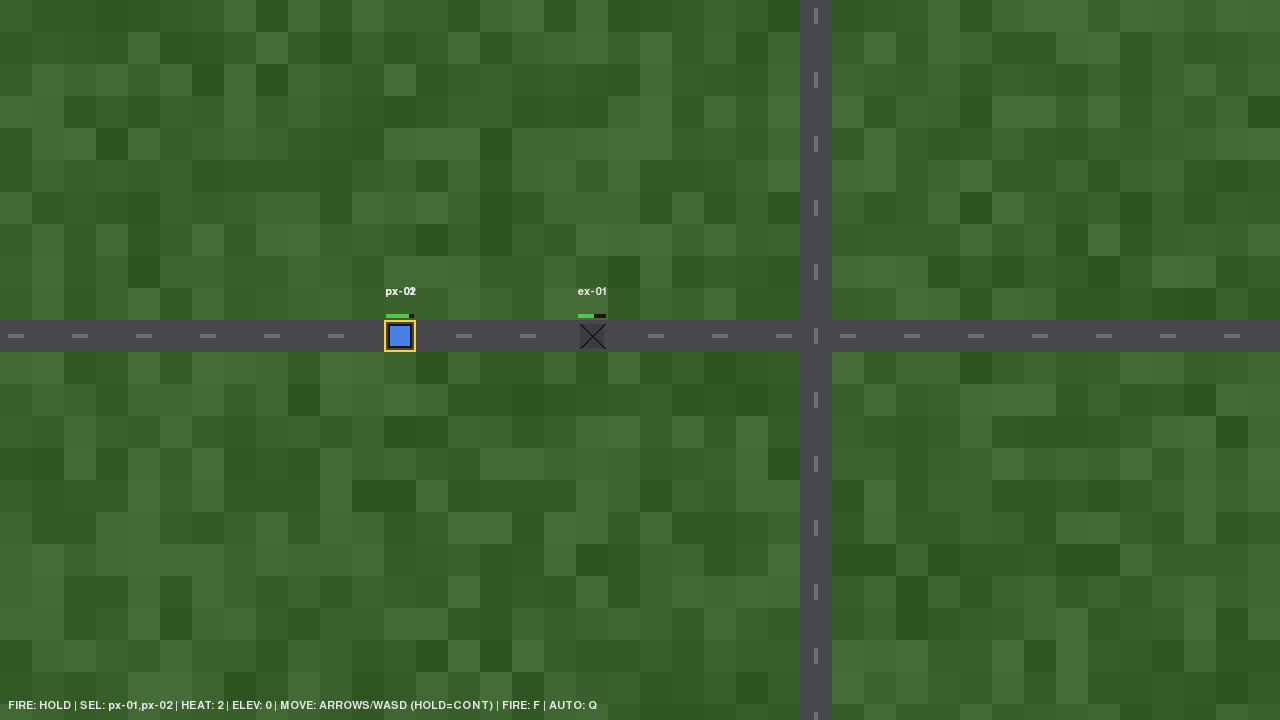 px-02
ex-01
FIRE: HOLD | SEL: px-01,px-02 | HEAT: 2 | ELEV: 0 | MOVE: ARROWS/WASD (HOLD=CONT) | FIRE: F | AUTO: Q